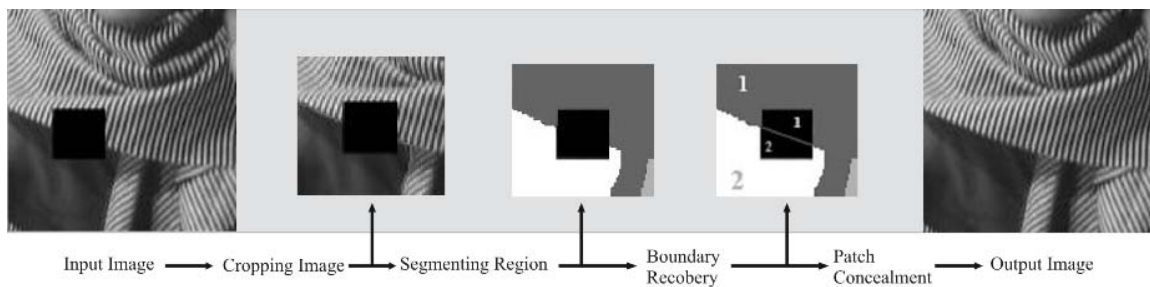 1
1
2
2
Input Image
Cropping Image
Segmenting Region
Boundary
Recobery
Patch
Concealment
Output Image